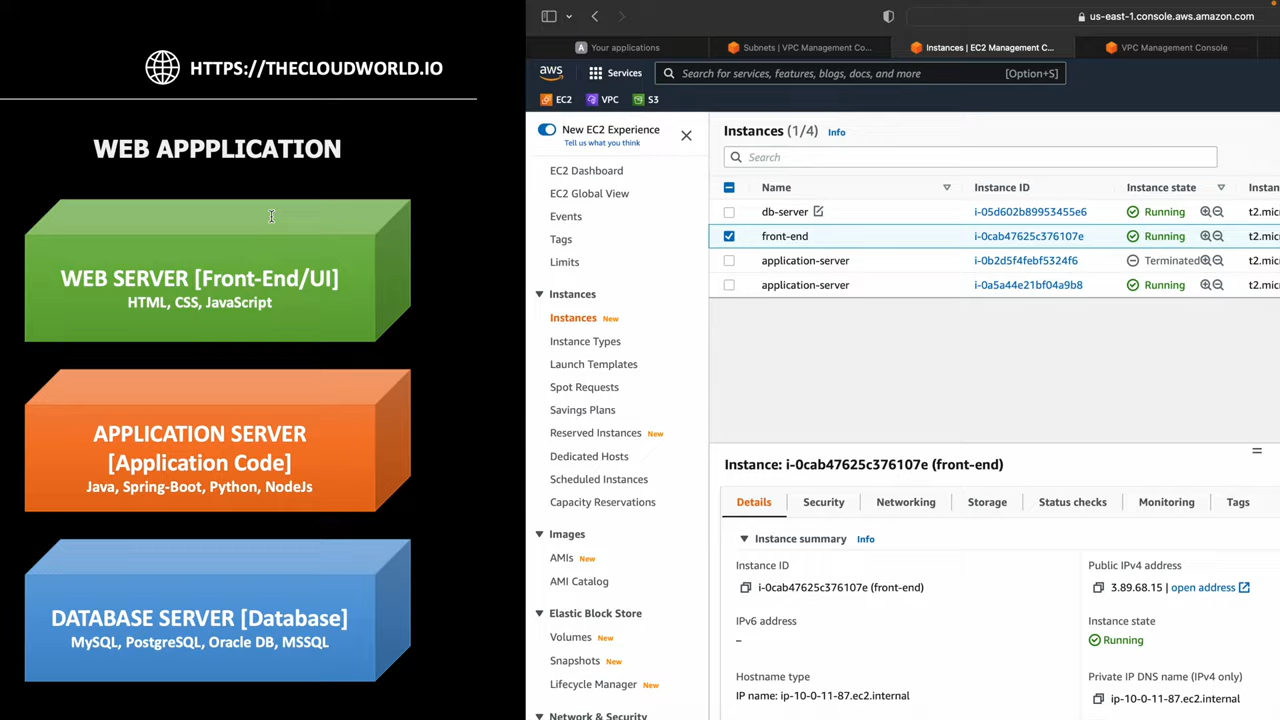 HTTPS://THECLOUDWORLD.IO
WEB APPPLICATION
WEB SERVER [Front-End/UI]
HTML, CSS, JavaScript
APPLICATION SERVER
[Application Code]
Java, Spring-Boot, Python, NodeJs
DATABASE SERVER [Database]
MySQL, PostgreSQL, Oracle DB, MSSQL
us-east-1.console.aws.amazon.com
A Your applications
Subnets | VPC Management Co...
Instances | EC2 Management C...
VPC Management Console
aws
Services
Search for services, features, blogs, docs, and more
[Option+S]
EC2
VPC
S3
New EC2 Experience
Tell us what you think
EC2 Dashboard
EC2 Global View
Events
Tags
Limits
Instances
Instances New
Instance Types
Launch Templates
Spot Requests
Savings Plans
Reserved Instances New
Dedicated Hosts
Scheduled Instances
Capacity Reservations
Images
AMIs New
AMI Catalog
Elastic Block Store
Volumes New
Snapshots New
Lifecycle Manager New
Network & Security
Instances (1/4) Info
Search
Name Instance ID Instance state Instan
db-server i-05d602b89953455e6 Running t2.mic
front-end i-0cab47625c376107e Running t2.mic
application-server i-0b2d5f4febf5324f6 Terminated t2.mic
application-server i-0a5a44e21bf04a9b8 Running t2.mic
Instance: i-0cab47625c376107e (front-end)
Details Security Networking Storage Status checks Monitoring Tags
Instance summary Info
Instance ID
i-0cab47625c376107e (front-end)
Public IPv4 address
3.89.68.15 | open address
IPv6 address
–
Instance state
Running
Hostname type
IP name: ip-10-0-11-87.ec2.internal
Private IP DNS name (IPv4 only)
ip-10-0-11-87.ec2.internal